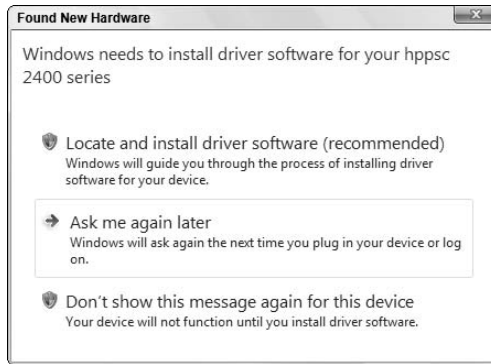 Found New Hardware
Windows needs to install driver software for your hppsc
2400 series
Locate and install driver software (recommended)
Windows will guide you through the process of installing driver
software for your device.
Ask me again later
Windows will ask again the next time you plug in your device or log
on.
Don't show this message again for this device
Your device will not function until you install driver software.